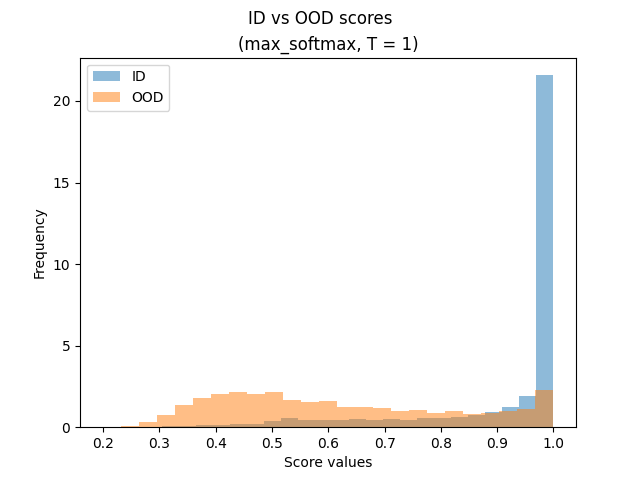 ID vs OOD scores
(max_softmax, T = 1)
ID
OOD
Frequency
20
15
10
5
0
0.2 0.3 0.4 0.5 0.6 0.7 0.8 0.9 1.0
Score values